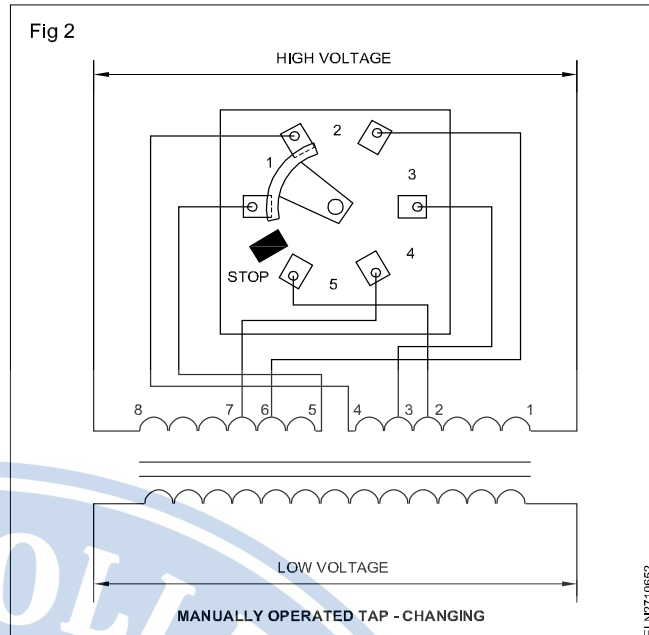 Fig 2
HIGH VOLTAGE
2
1
3
4
STOP
5
8 7 6 5 4 3 2 1
LOW VOLTAGE
MANUALLY OPERATED TAP - CHANGING